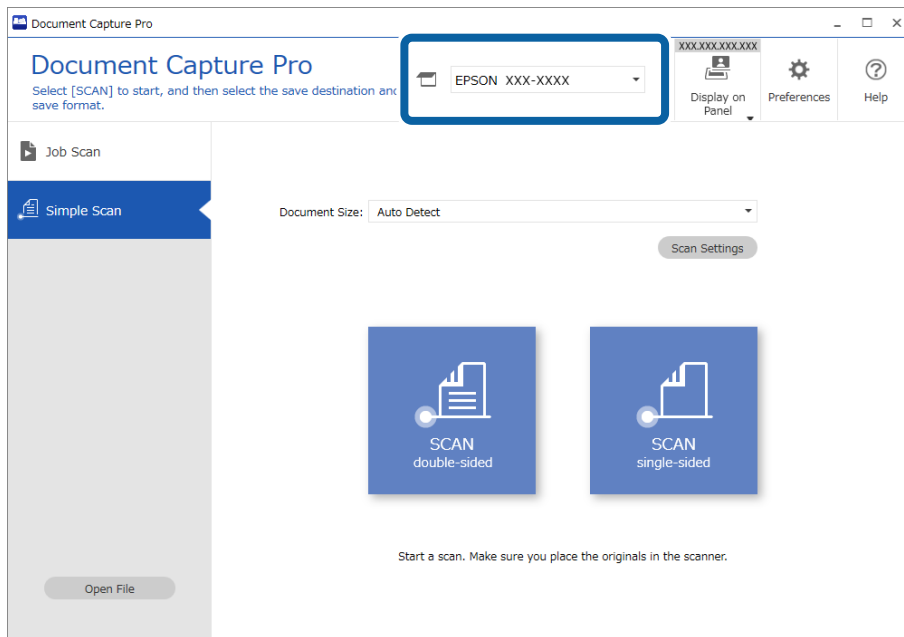 Document Capture Pro
Document Capture Pro
Select [SCAN] to start, and then select the save destination and
save format.
EPSON XXX-XXXX
XXX.XXX.XXX.XXX
Display on
Panel
Preferences
Help
Job Scan
Simple Scan
Document Size:
Auto Detect
Scan Settings
SCAN
double-sided
SCAN
single-sided
Start a scan. Make sure you place the originals in the scanner.
Open File